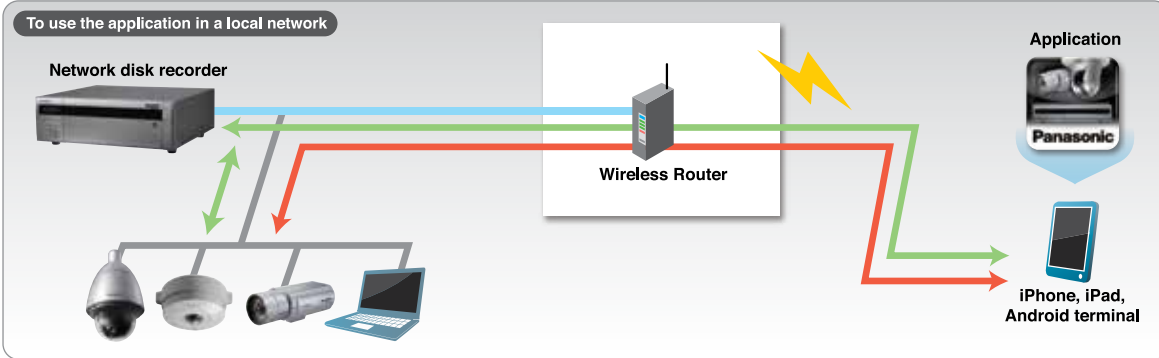 To use the application in a local network
Network disk recorder
Wireless Router
Application
Panasonic
iPhone, iPad,
Android terminal